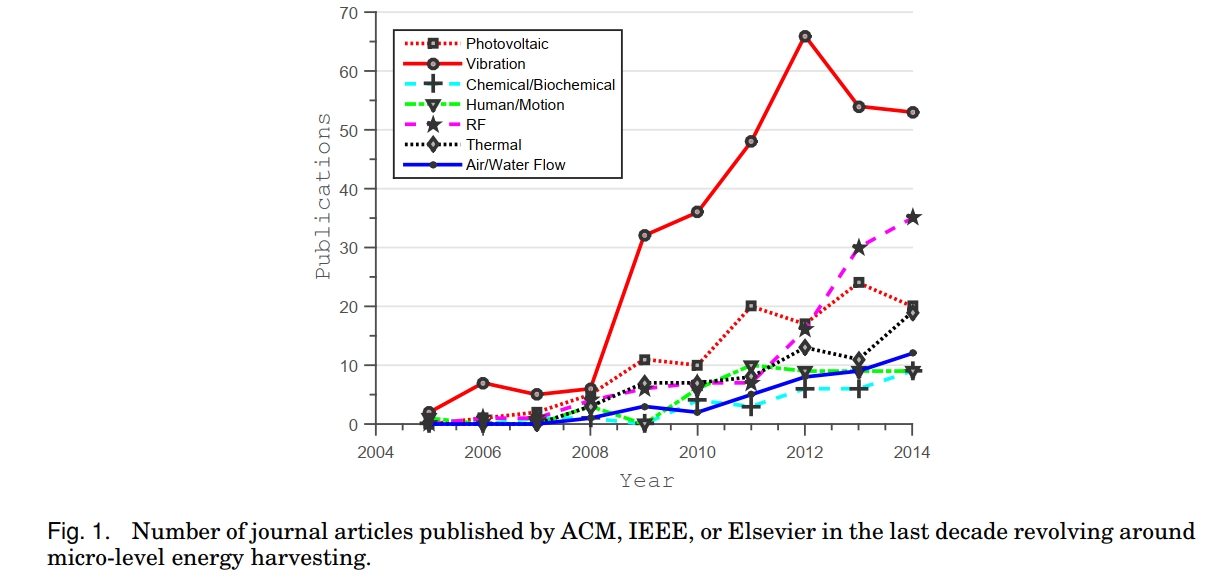 70
60
50
40
30
20
10
0
Publications
Photovoltaic
Vibration
Chemical/Biochemical
Human/Motion
RF
Thermal
Air/Water Flow
2004 2006 2008 2010 2012 2014
Year
Fig. 1. Number of journal articles published by ACM, IEEE, or Elsevier in the last decade revolving around
micro-level energy harvesting.